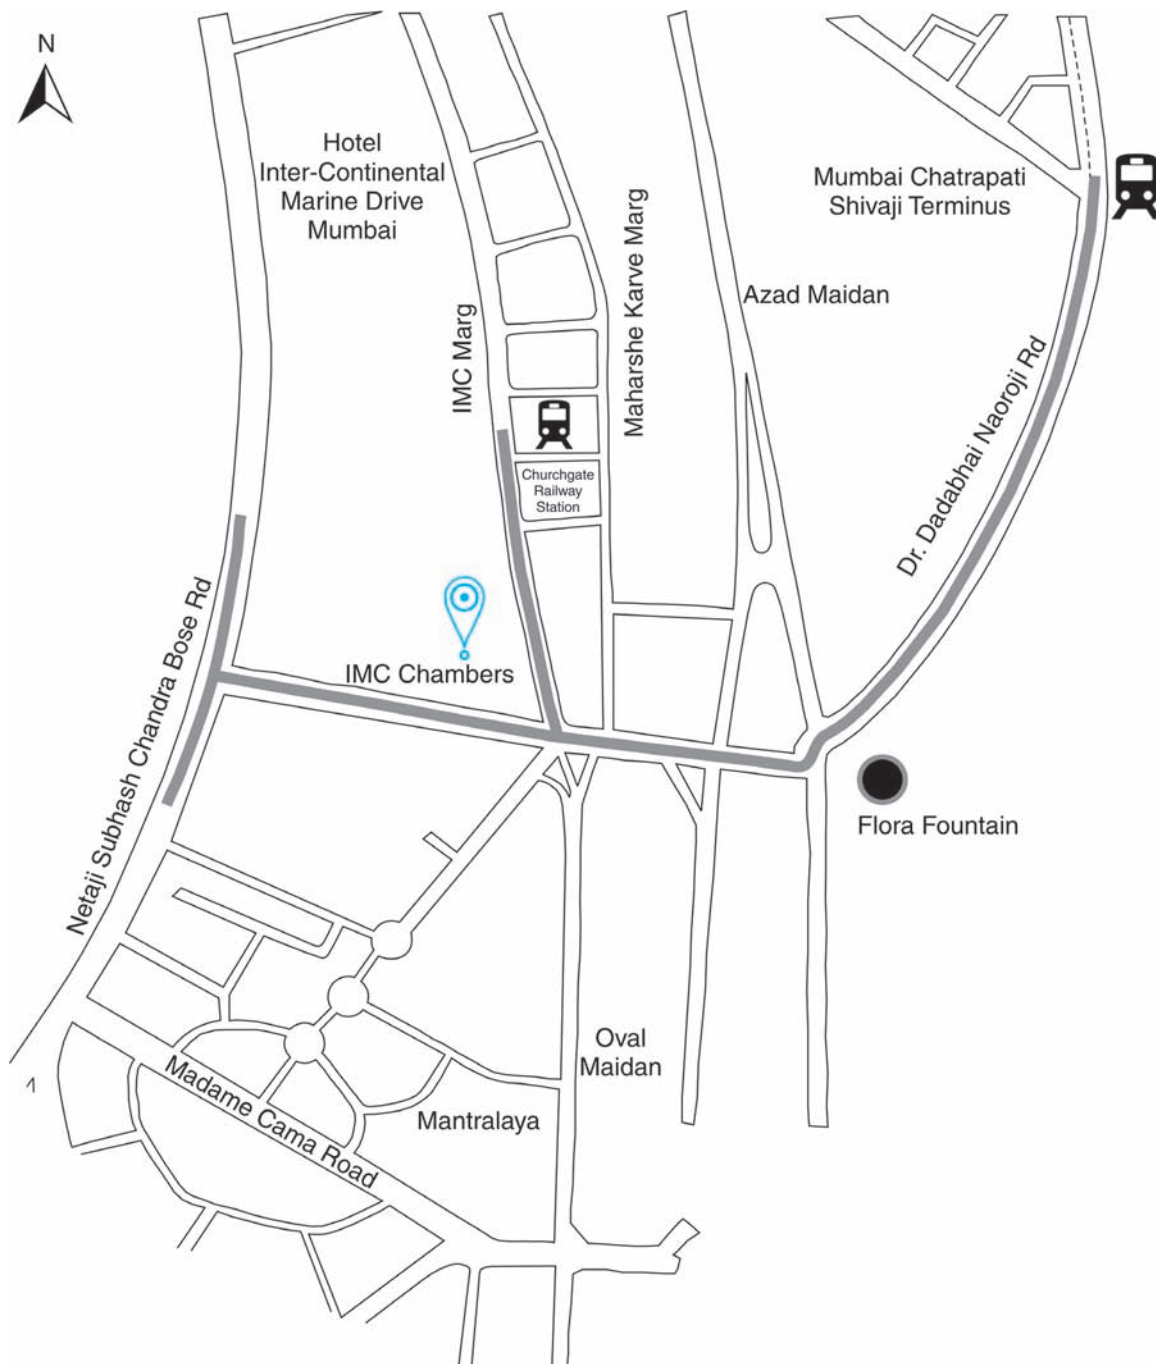 N
Hotel
Inter-Continental
Marine Drive
Mumbai
Mumbai Chatrapati
Shivaji Terminus
Azad Maidan
IMC Marg
Maharshe Karve Marg
Dr. Dadabhai Naoroji Rd
Churchgate
Railway
Station
Netaji Subhash Chandra Bose Rd
IMC Chambers
Flora Fountain
Oval
Maidan
Madame Cama Road
Mantralaya